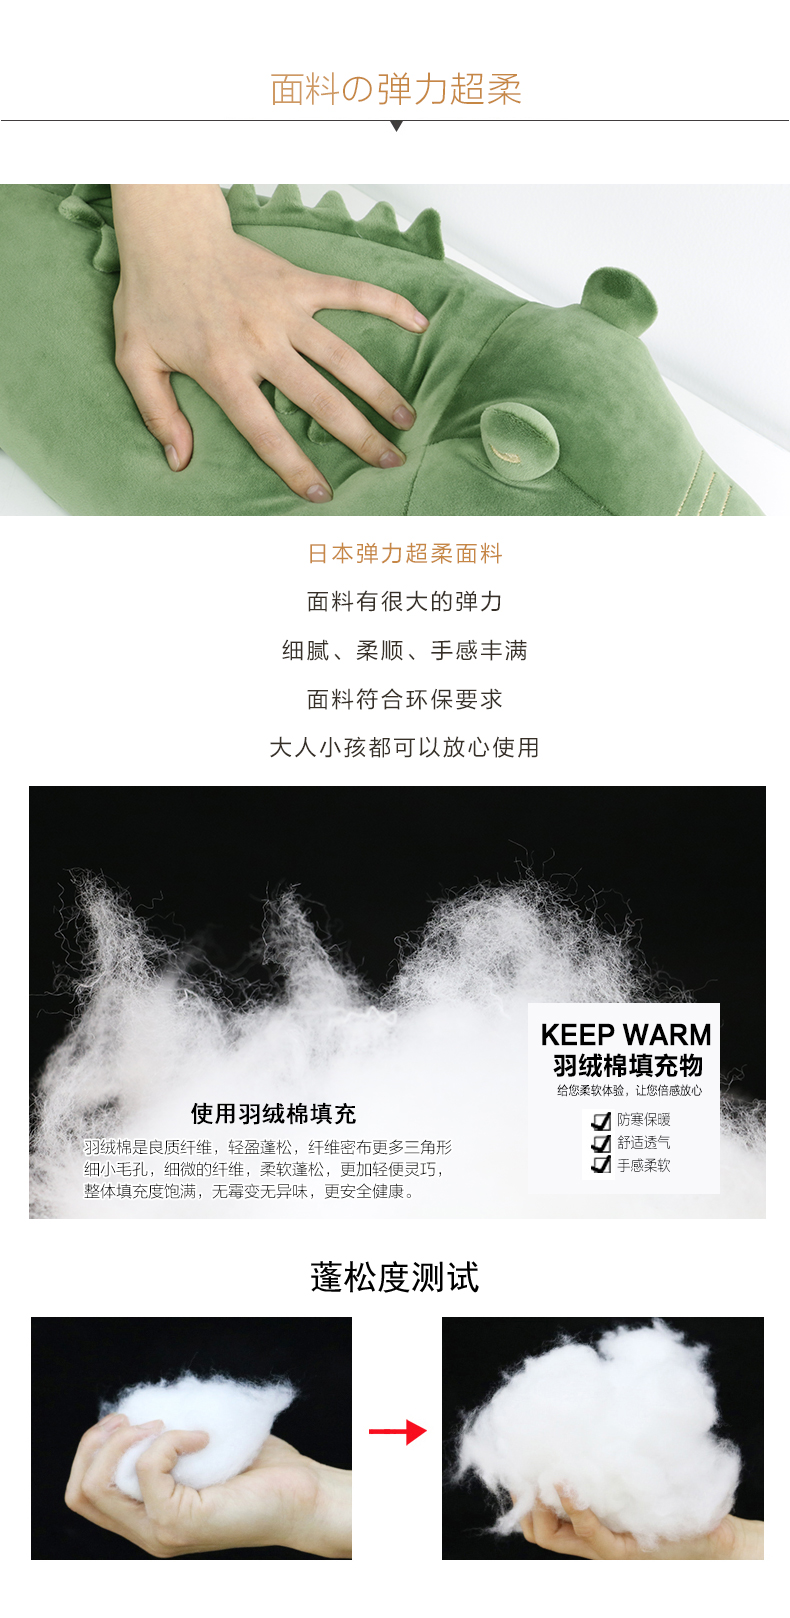 面料の弹力超柔
日本弹力超柔面料
面料有很大的弹力
细腻、柔顺、手感丰满
面料符合环保要求
大人小孩都可以放心使用
KEEP WARM
羽绒棉填充物
给您柔软体验，让您倍感放心
防寒保暖
舒适透气
手感柔软
使用羽绒棉填充
羽绒棉是良质纤维，轻盈蓬松，纤维密布更多三角形
细小毛孔，细微的纤维，柔软蓬松，更加轻便灵巧，
整体填充度饱满，无霉变无异味，更安全健康。
蓬松度测试